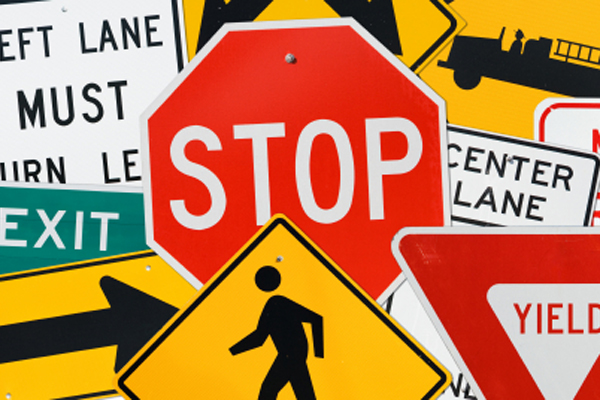 EFT LANE
MUST
URN LE
STOP
CENTER
LANE
EXIT
YIELD